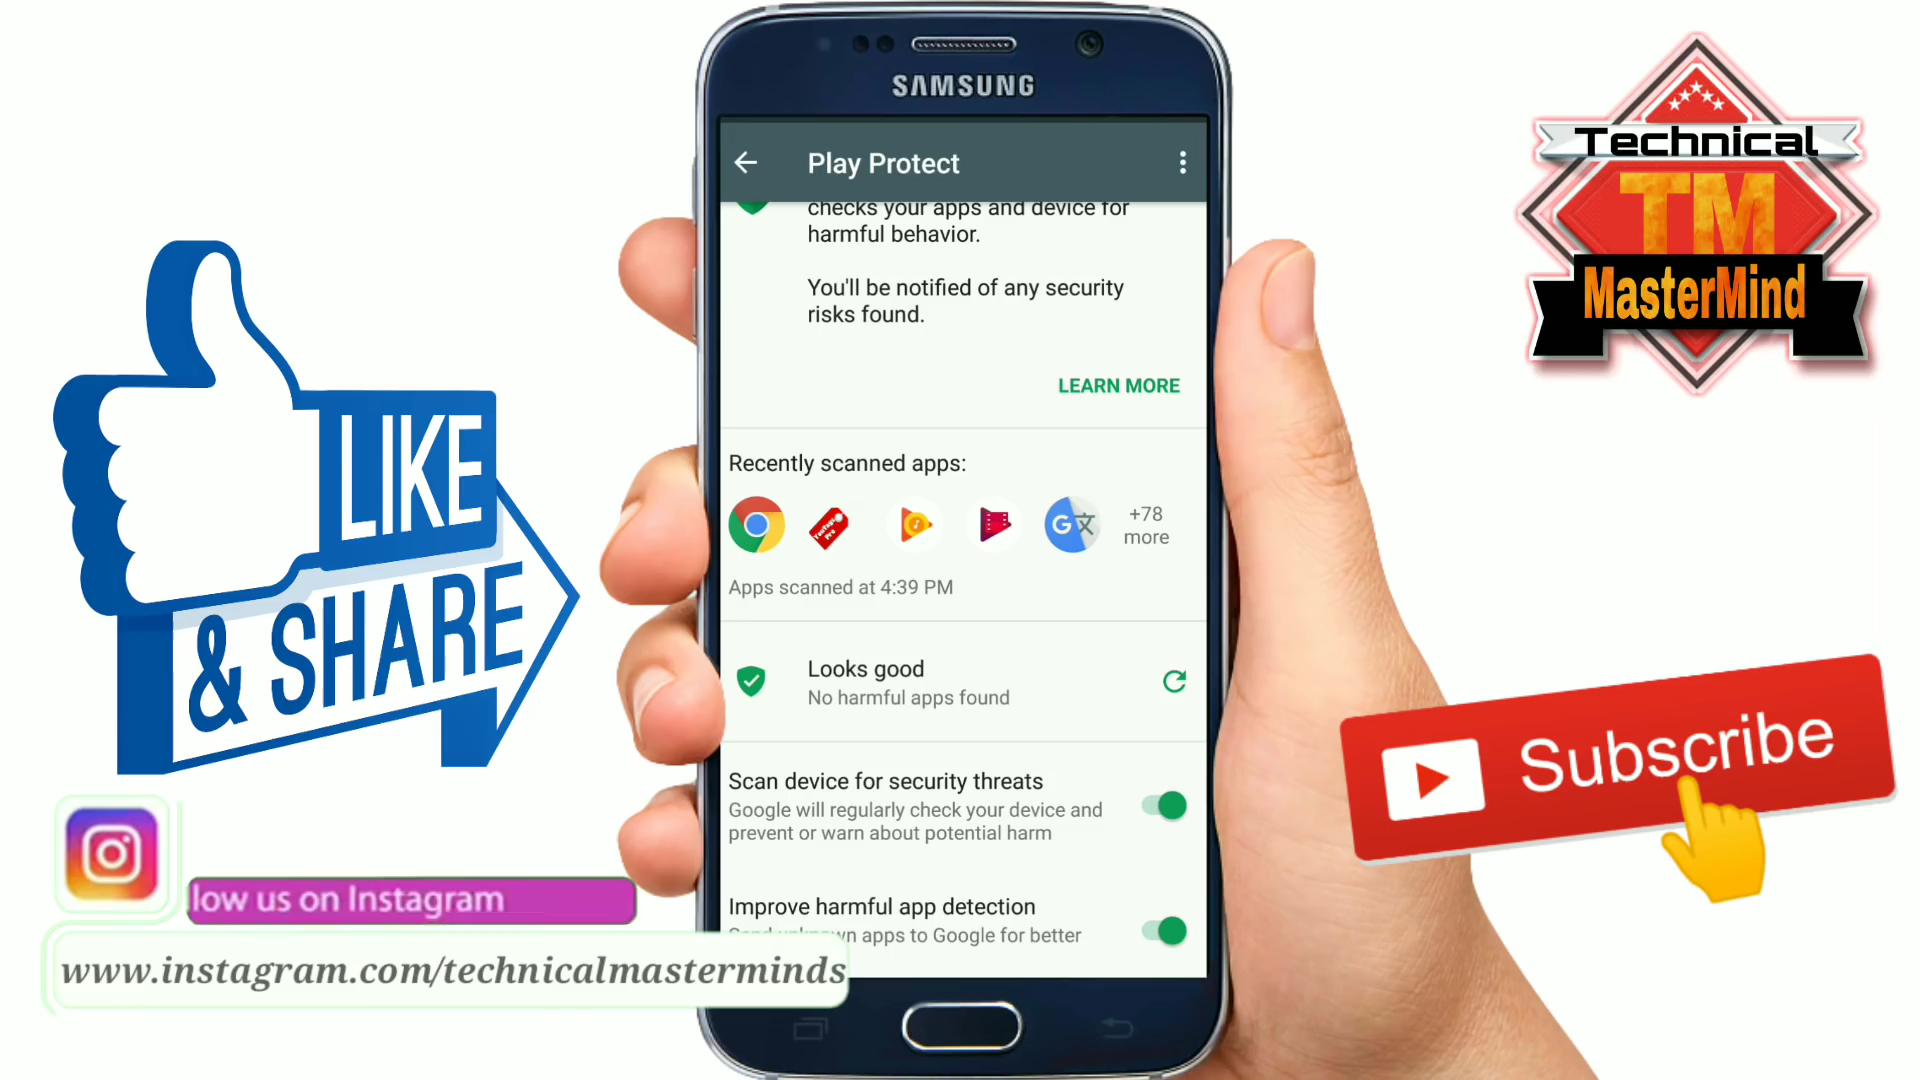 SAMSUNG
Play Protect
checks your apps and device for
harmful behavior.
You'll be notified of any security
risks found.
LEARN MORE
Recently scanned apps:
+78
more
Apps scanned at 4:39 PM
Looks good
No harmful apps found
Scan device for security threats
Google will regularly check your device and
prevent or warn about potential harm
Improve harmful app detection
Send unknown apps to Google for better
LIKE
& SHARE
low us on Instagram
www.instagram.com/technicalmasterminds
Technical
TM
MasterMind
Subscribe